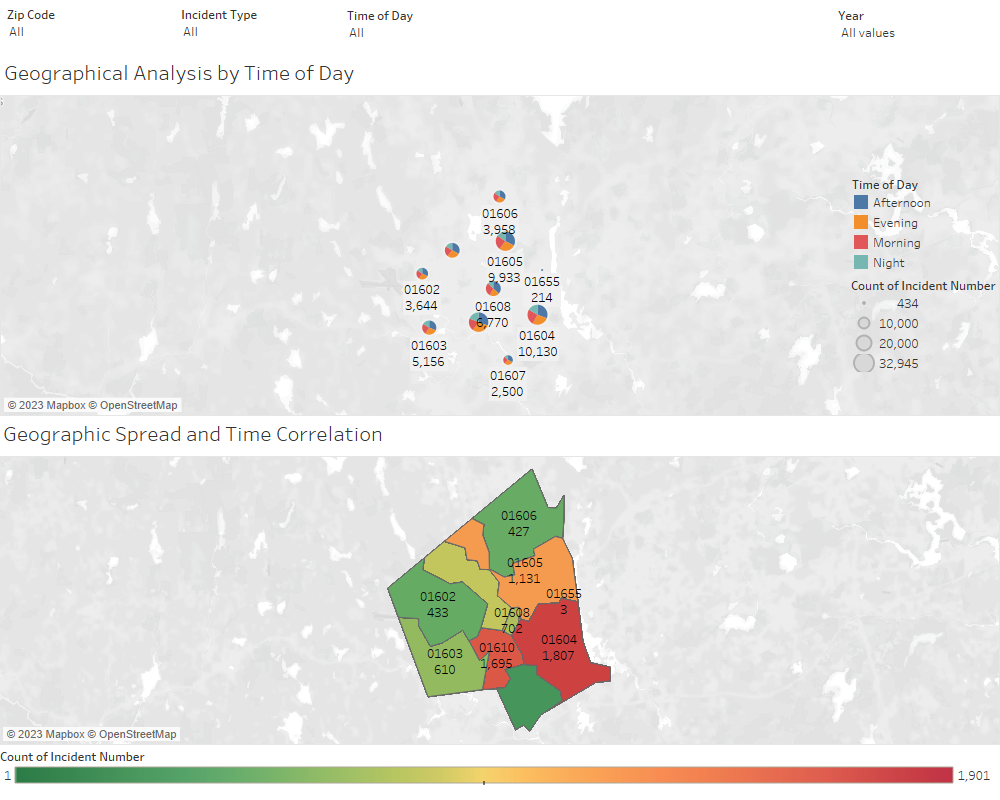 Zip Code
All
Incident Type
All
Time of Day
All
Year
All values
Geographical Analysis by Time of Day
01606
3,958
01605
9,933
01655
214
01602
3,644
01608
6,770
01603
5,156
01604
10,130
01607
2,500
Time of Day
Afternoon
Evening
Morning
Night
Count of Incident Number
434
10,000
20,000
32,945
© 2023 Mapbox © OpenStreetMap
Geographic Spread and Time Correlation
01606
427
01605
1,131
01655
3
01602
433
01608
702
01604
1,807
01610
1,695
01603
610
© 2023 Mapbox © OpenStreetMap
Count of Incident Number
1
1,901